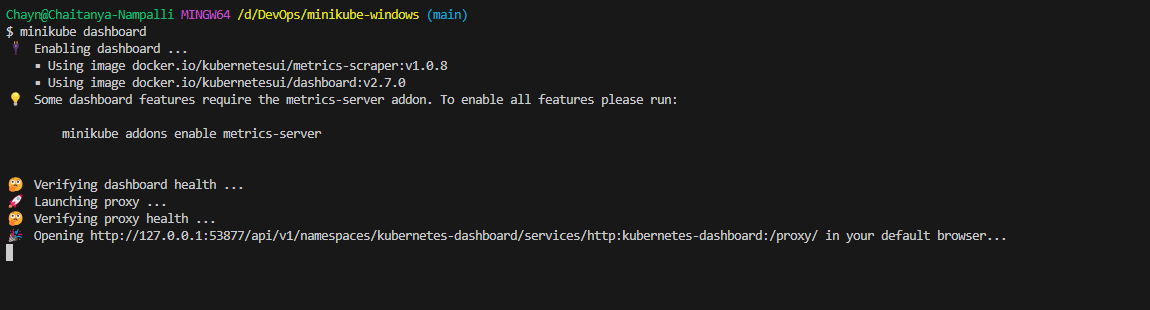 Chayn@Chaitanya-Nampalli MINGW64 /d/DevOps/minikube-windows (main)
$ minikube dashboard
Enabling dashboard ...
▪ Using image docker.io/kubernetesui/metrics-scraper:v1.0.8
▪ Using image docker.io/kubernetesui/dashboard:v2.7.0
Some dashboard features require the metrics-server addon. To enable all features please run:
minikube addons enable metrics-server
Verifying dashboard health ...
Launching proxy ...
Verifying proxy health ...
Opening http://127.0.0.1:53877/api/v1/namespaces/kubernetes-dashboard/services/http:kubernetes-dashboard:/proxy/ in your default browser...